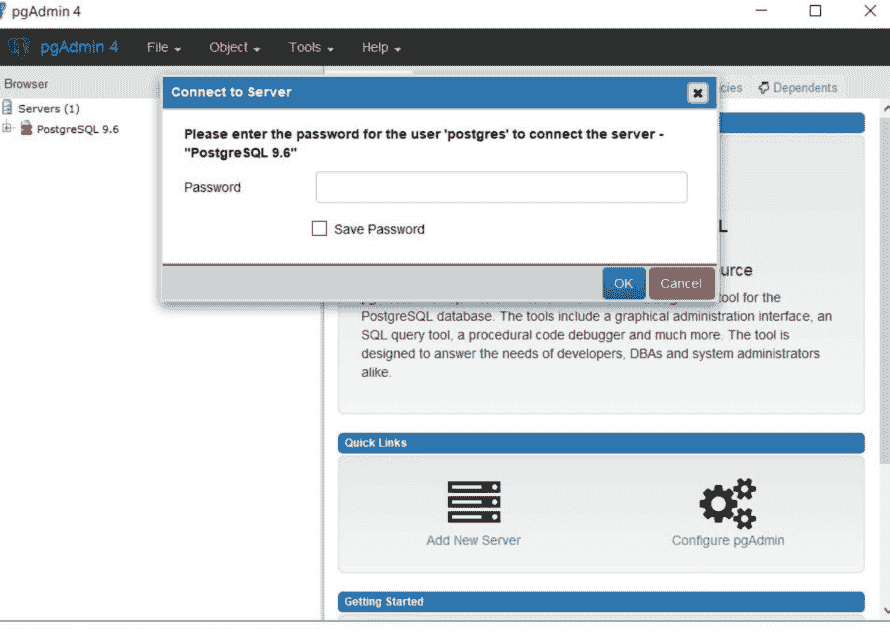 pgAdmin 4
pgAdmin 4 File Object Tools Help
Browser
Servers (1)
PostgreSQL 9.6
Connect to Server
Please enter the password for the user 'postgres' to connect the server -
"PostgreSQL 9.6"
Password
Save Password
OK Cancel
Dependents
tool for the
PostgreSQL database. The tools include a graphical administration interface, an
SQL query tool, a procedural code debugger and much more. The tool is
designed to answer the needs of developers, DBAs and system administrators
alike.
Quick Links
Add New Server
Configure pgAdmin
Getting Started